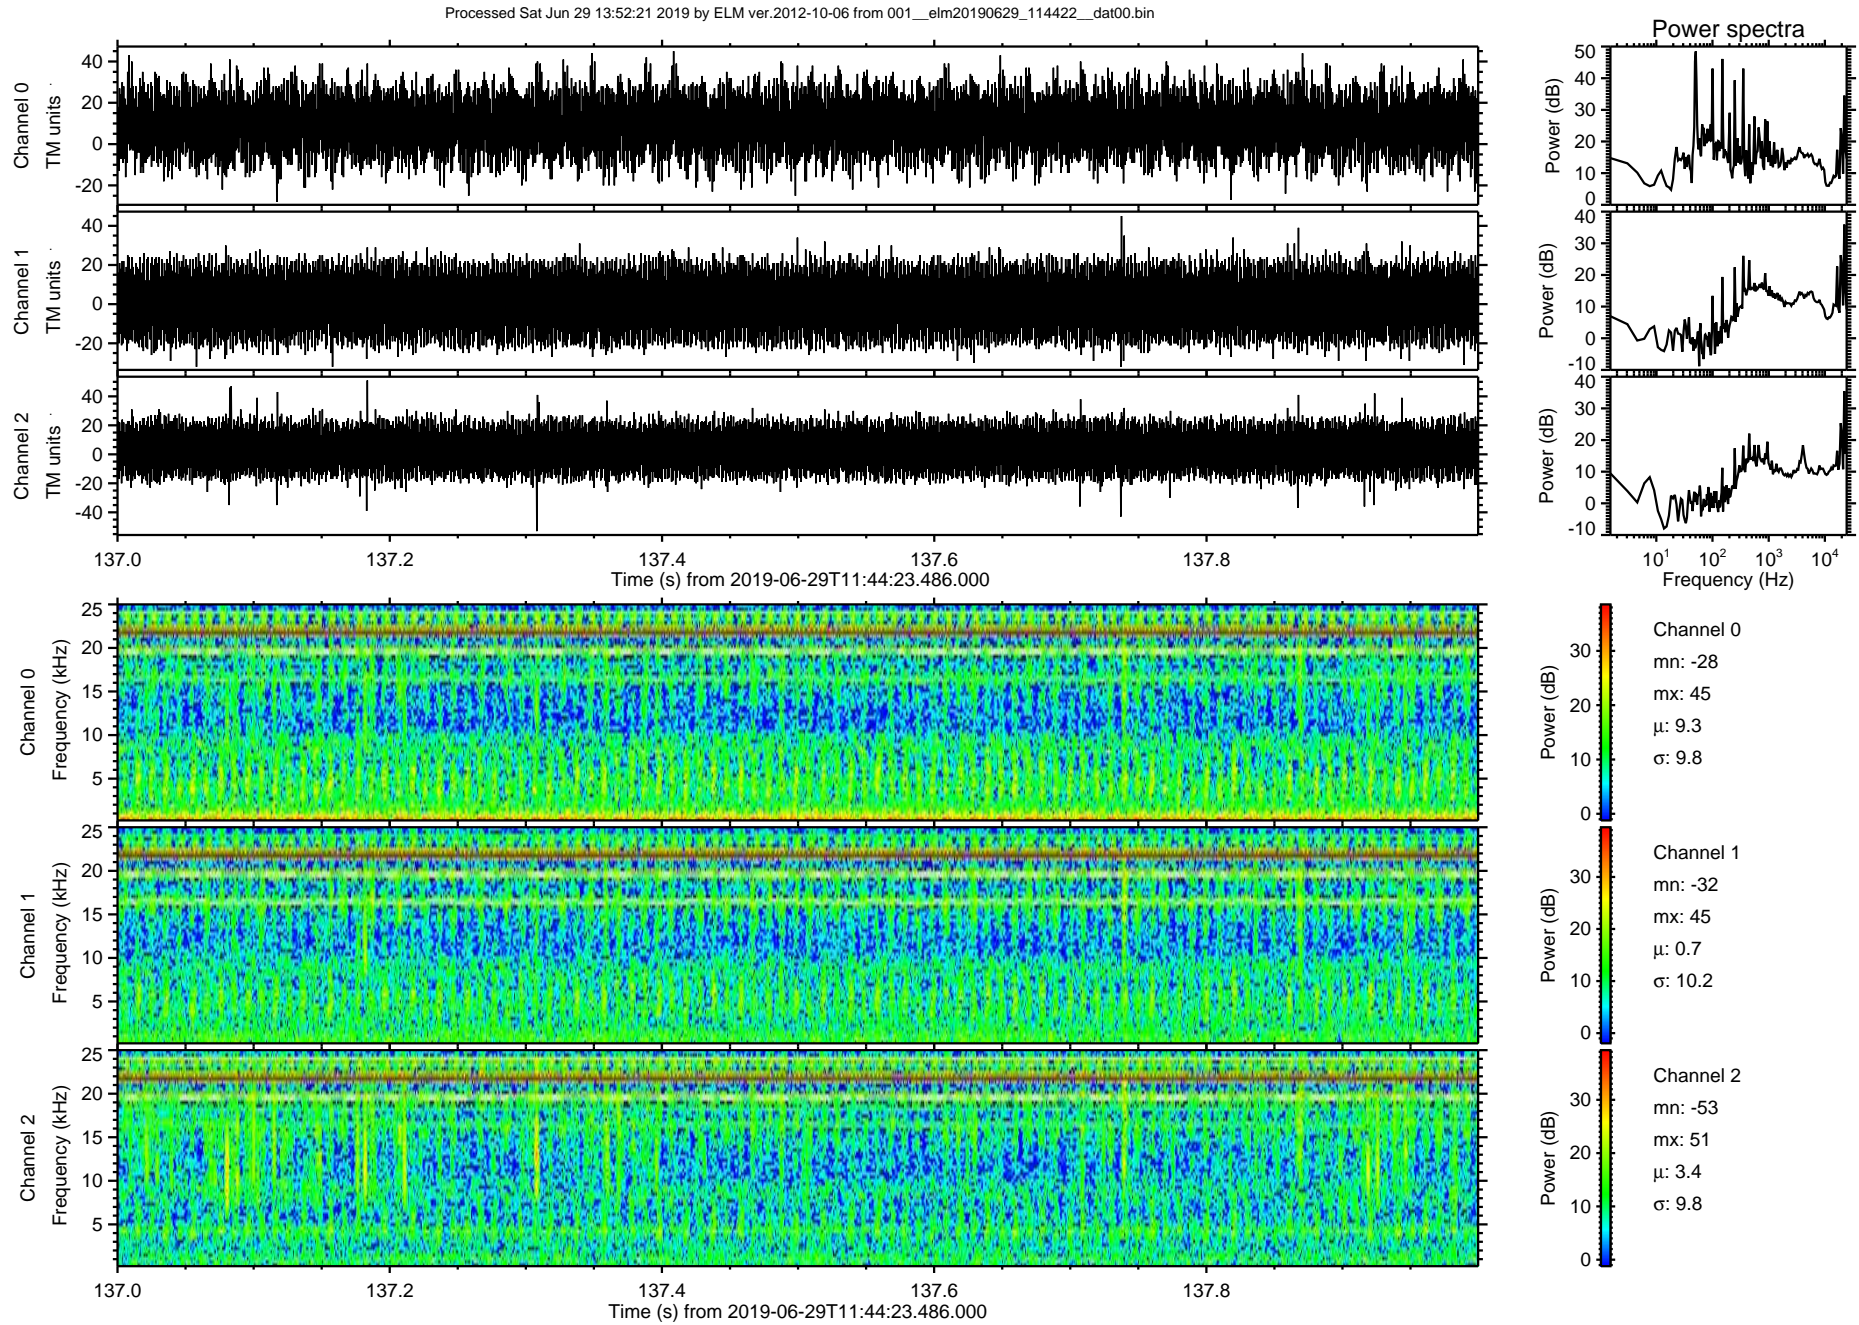 Processed Sat Jun 29 13:52:21 2019 by ELM ver.2012-10-06 from 001__elm20190629_114422__dat00.bin
Power spectra
Channel 0
TM units
40
20
0
-20
Power (dB)
50
40
30
20
10
0
Channel 1
TM units
40
20
0
-20
Power (dB)
40
30
20
10
0
-10
Channel 2
TM units
40
20
0
-20
-40
Power (dB)
40
30
20
10
0
-10
137.0 137.2 137.4 137.6 137.8
Time (s) from 2019-06-29T11:44:23.486.000
10^1 10^2 10^3 10^4
Frequency (Hz)
Channel 0
Frequency (kHz)
25
20
15
10
5
Power (dB)
30
20
10
0
Channel 0
mn: -28
mx: 45
μ: 9.3
σ: 9.8
Channel 1
Frequency (kHz)
25
20
15
10
5
Power (dB)
30
20
10
0
Channel 1
mn: -32
mx: 45
μ: 0.7
σ: 10.2
Channel 2
Frequency (kHz)
25
20
15
10
5
Power (dB)
30
20
10
0
Channel 2
mn: -53
mx: 51
μ: 3.4
σ: 9.8
137.0 137.2 137.4 137.6 137.8
Time (s) from 2019-06-29T11:44:23.486.000